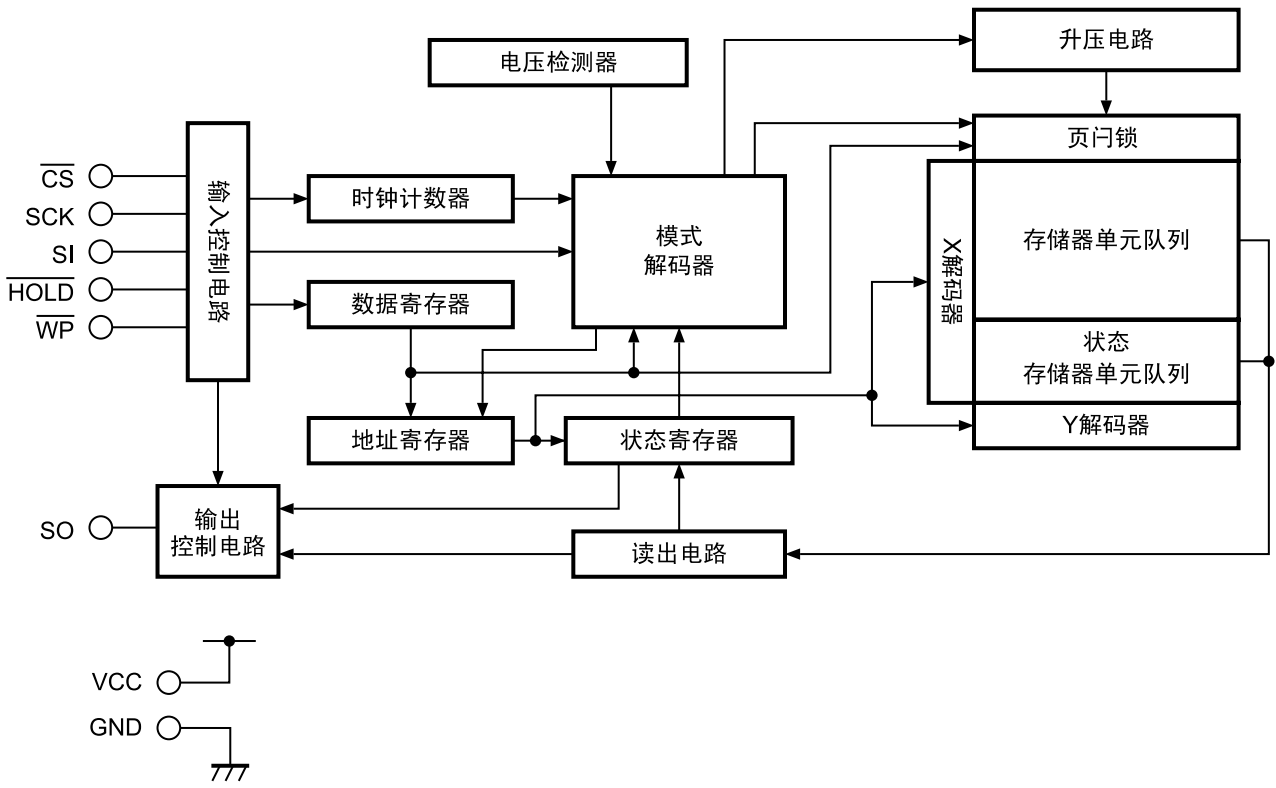 升压电路
电压检测器
页闩锁
CS
SCK
SI
HOLD
WP
输入控制电路
时钟计数器
数据寄存器
模式
解码器
X解码器
存储器单元队列
状态
存储器单元队列
Y解码器
地址寄存器
状态寄存器
SO
输出
控制电路
读出电路
VCC
GND